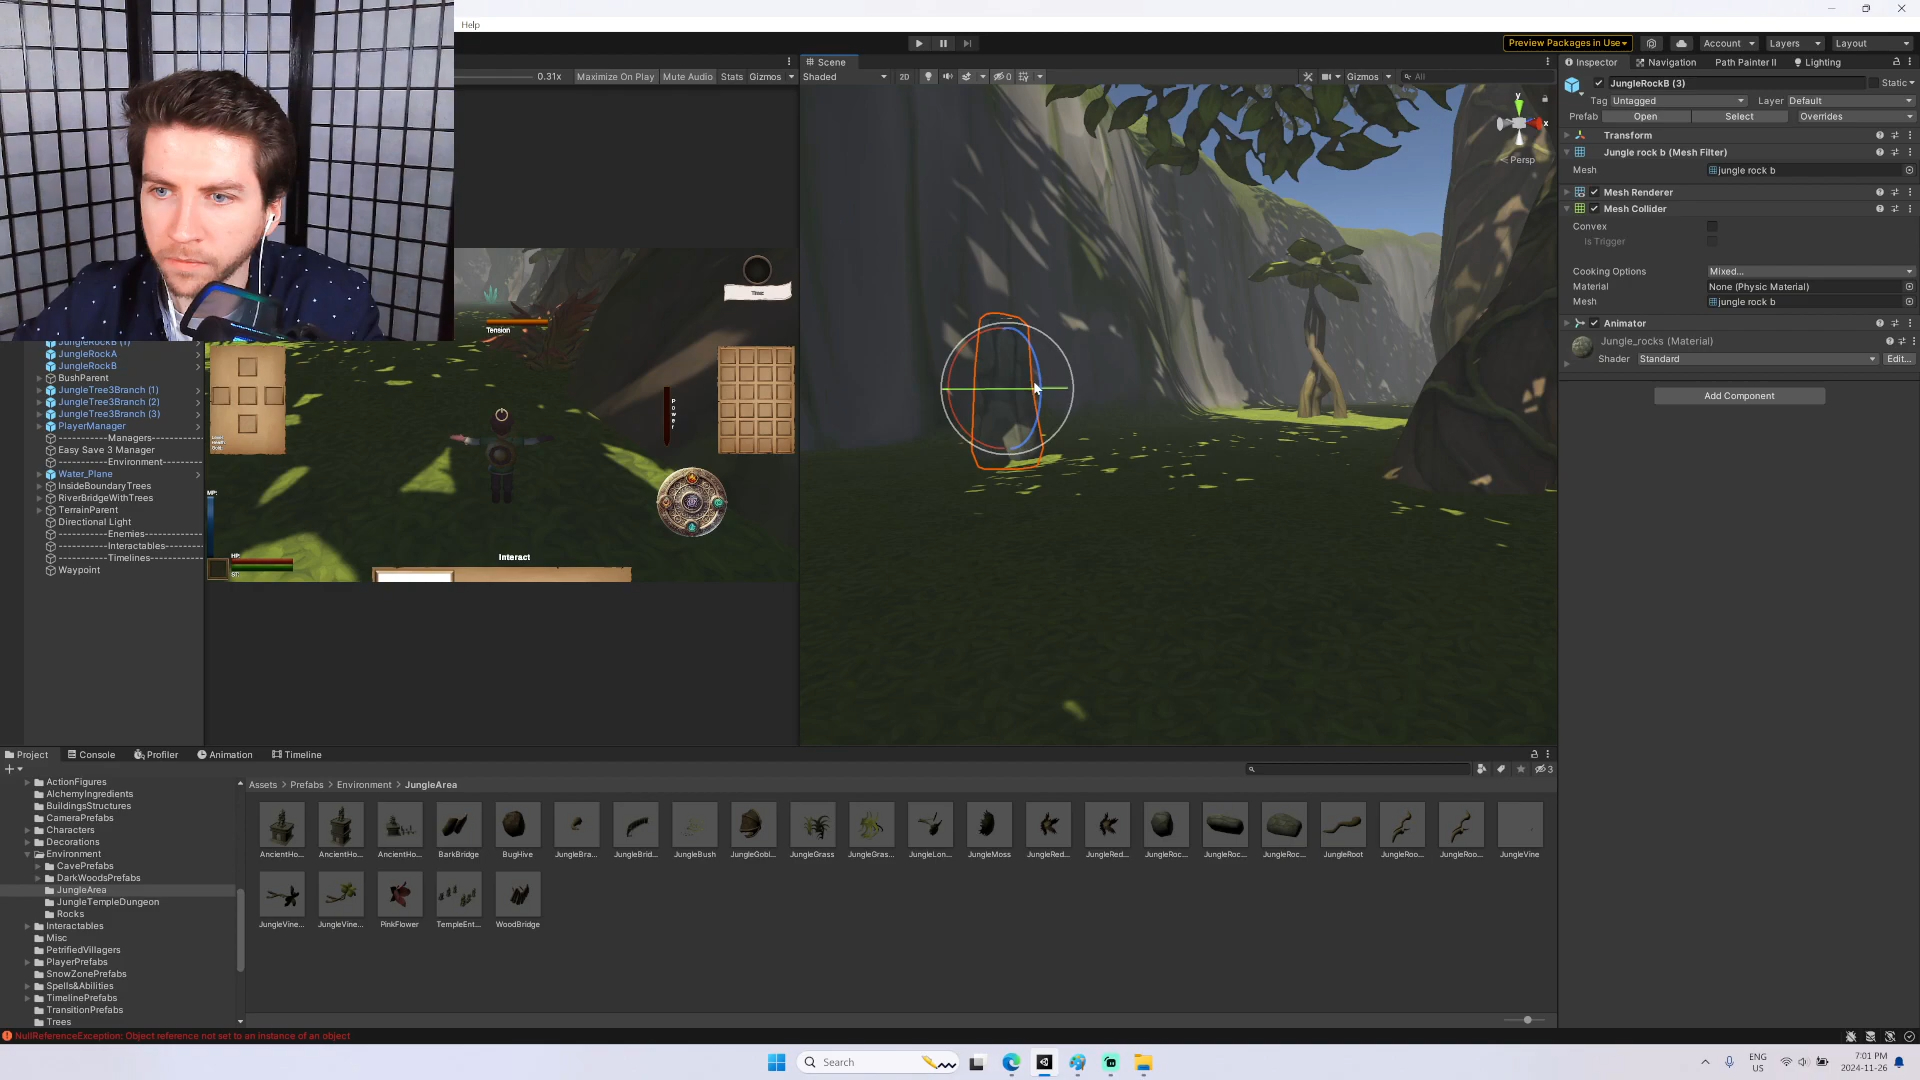 Help
Preview Packages in Use
Account
Layers
Layout
0.31x
Maximize On Play
Mute Audio
Stats
Gizmos
Scene
Shaded
2D
0
Gizmos
All
y
x
Persp
Inspector
Navigation
Path Painter II
Lighting
JungleRockB (3)
Static
Tag
Untagged
Layer
Default
Prefab
Open
Select
Overrides
Transform
Jungle rock b (Mesh Filter)
Mesh
jungle rock b
Mesh Renderer
Mesh Collider
Convex
Is Trigger
Cooking Options
Mixed...
Material
None (Physic Material)
Mesh
jungle rock b
Animator
Jungle_rocks (Material)
Shader
Standard
Edit...
Add Component
JungleRockB (1)
JungleRockA
JungleRockB
BushParent
JungleTree3Branch (1)
JungleTree3Branch (2)
JungleTree3Branch (3)
PlayerManager
-----------Managers-----------
Easy Save 3 Manager
-----------Environment-----------
Water_Plane
InsideBoundaryTrees
RiverBridgeWithTrees
TerrainParent
Directional Light
-----------Enemies-----------
-----------Interactables-----------
-----------Timelines-----------
Waypoint
Tension
Power
MP:
HP:
ST:
Interact
Project
Console
Profiler
Animation
Timeline
3
Assets > Prefabs > Environment > JungleArea
ActionFigures
AlchemyIngredients
BuildingsStructures
CameraPrefabs
Characters
Decorations
Environment
CavePrefabs
DarkWoodsPrefabs
JungleArea
JungleTempleDungeon
Rocks
Interactables
Misc
PetrifiedVillagers
PlayerPrefabs
SnowZonePrefabs
Spells&Abilities
TimelinePrefabs
TransitionPrefabs
Trees
AncientHo...
AncientHo...
AncientHo...
BarkBridge
BugHive
JungleBra...
JungleBrid...
JungleBush
JungleGobl...
JungleGrass
JungleGras...
JungleLon...
JungleMoss
JungleRed...
JungleRed...
JungleRoc...
JungleRoc...
JungleRoc...
JungleRoot
JungleRoo...
JungleRoo...
JungleVine
JungleVine...
JungleVine...
PinkFlower
TempleEnt...
WoodBridge
NullReferenceException: Object reference not set to an instance of an object
Search
ENG
US
7:01 PM
2024-11-26